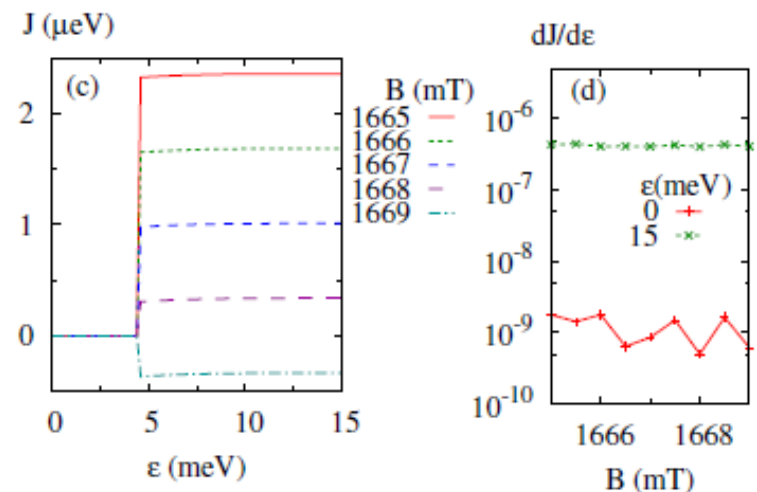 J (μeV)
(c)
2
1
0
0
5
10
15
ε (meV)
B (mT)
1665
1666
1667
1668
1669
dJ/dε
(d)
10⁻⁶
10⁻⁷
10⁻⁸
10⁻⁹
10⁻¹⁰
ε(meV)
0
15
1666
1668
B (mT)